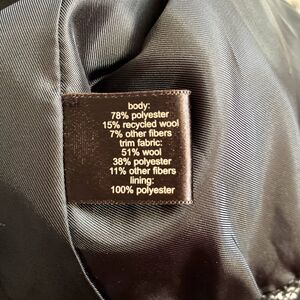 body:
78% polyester
15% recycled wool
7% other fibers
trim fabric:
51% wool
38% polyester
11% other fibers
lining:
100% polyester